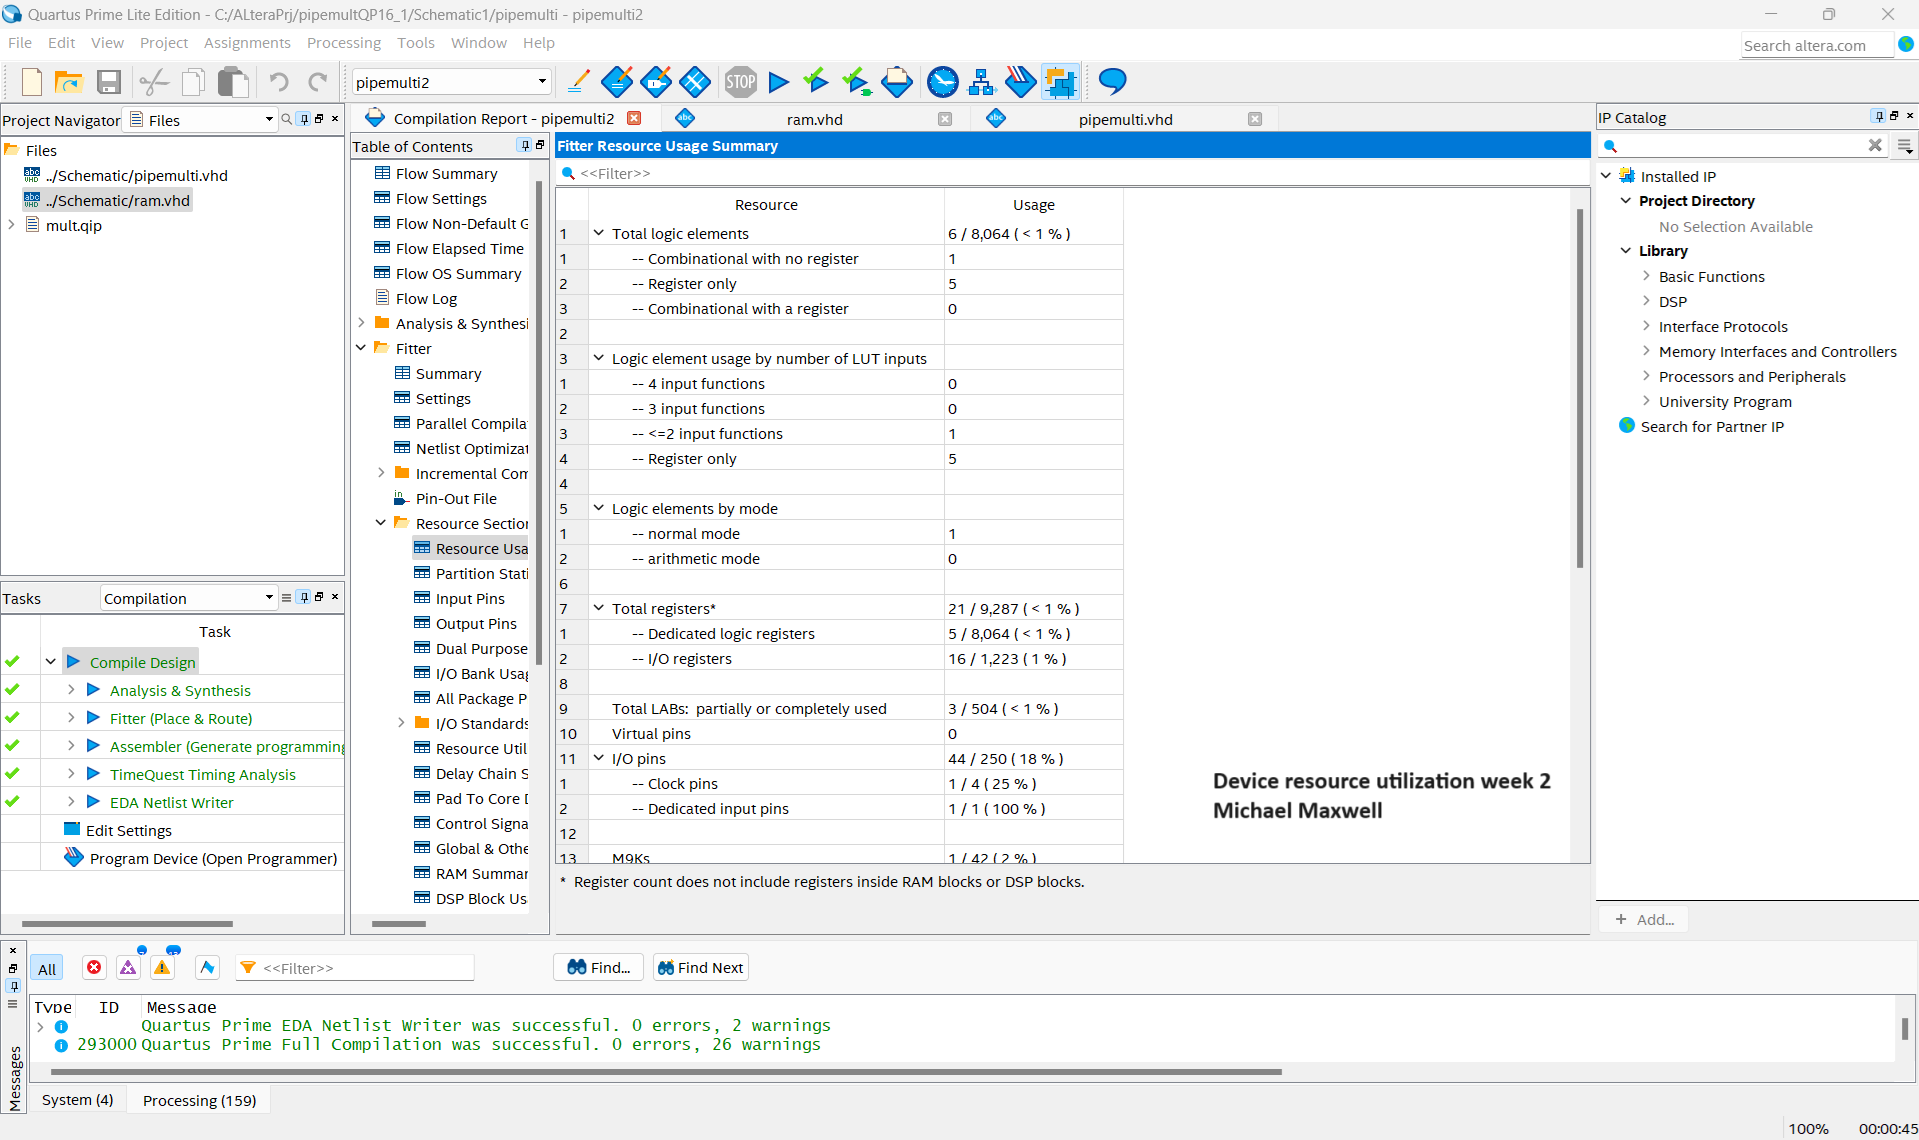 Quartus Prime Lite Edition - C:/ALteraPrj/pipemultQP16_1/Schematic1/pipemulti - pipemulti2
File Edit View Project Assignments Processing Tools Window Help
Search altera.com
pipemulti2
STOP
Project Navigator Files
Files
../Schematic/pipemulti.vhd
../Schematic/ram.vhd
mult.qip
Tasks Compilation
Task
Compile Design
Analysis & Synthesis
Fitter (Place & Route)
Assembler (Generate programming
TimeQuest Timing Analysis
EDA Netlist Writer
Edit Settings
Program Device (Open Programmer)
Compilation Report - pipemulti2
ram.vhd
pipemulti.vhd
Table of Contents
Flow Summary
Flow Settings
Flow Non-Default G
Flow Elapsed Time
Flow OS Summary
Flow Log
Analysis & Synthesi
Fitter
Summary
Settings
Parallel Compila
Netlist Optimizat
Incremental Com
Pin-Out File
Resource Section
Resource Usa
Partition Stati
Input Pins
Output Pins
Dual Purpose
I/O Bank Usag
All Package P
I/O Standards
Resource Util
Delay Chain S
Pad To Core D
Control Signa
Global & Othe
RAM Summar
DSP Block Us
Fitter Resource Usage Summary
<<Filter>>
Resource Usage
1 Total logic elements 6 / 8,064 ( < 1 % )
1 -- Combinational with no register 1
2 -- Register only 5
3 -- Combinational with a register 0
2
3 Logic element usage by number of LUT inputs
1 -- 4 input functions 0
2 -- 3 input functions 0
3 -- <=2 input functions 1
4 -- Register only 5
4
5 Logic elements by mode
1 -- normal mode 1
2 -- arithmetic mode 0
6
7 Total registers* 21 / 9,287 ( < 1 % )
1 -- Dedicated logic registers 5 / 8,064 ( < 1 % )
2 -- I/O registers 16 / 1,223 ( 1 % )
8
9 Total LABs: partially or completely used 3 / 504 ( < 1 % )
10 Virtual pins 0
11 I/O pins 44 / 250 ( 18 % )
1 -- Clock pins 1 / 4 ( 25 % )
2 -- Dedicated input pins 1 / 1 ( 100 % )
12
13 M9Ks 1 / 42 ( 2 % )
* Register count does not include registers inside RAM blocks or DSP blocks.
Device resource utilization week 2
Michael Maxwell
IP Catalog
Installed IP
Project Directory
No Selection Available
Library
Basic Functions
DSP
Interface Protocols
Memory Interfaces and Controllers
Processors and Peripherals
University Program
Search for Partner IP
+ Add...
All
<<Filter>>
Find...
Find Next
Type ID Message
Quartus Prime EDA Netlist Writer was successful. 0 errors, 2 warnings
293000 Quartus Prime Full Compilation was successful. 0 errors, 26 warnings
Messages
System (4) Processing (159)
100% 00:00:45